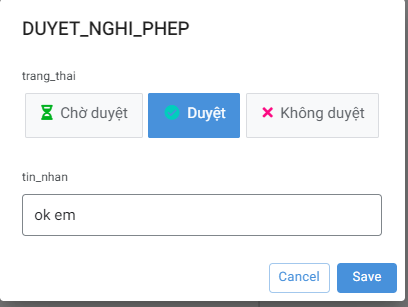 DUYET_NGHI_PHEP
trang_thai
Chờ duyệt Duyệt Không duyệt
tin_nhan
ok em
Cancel Save